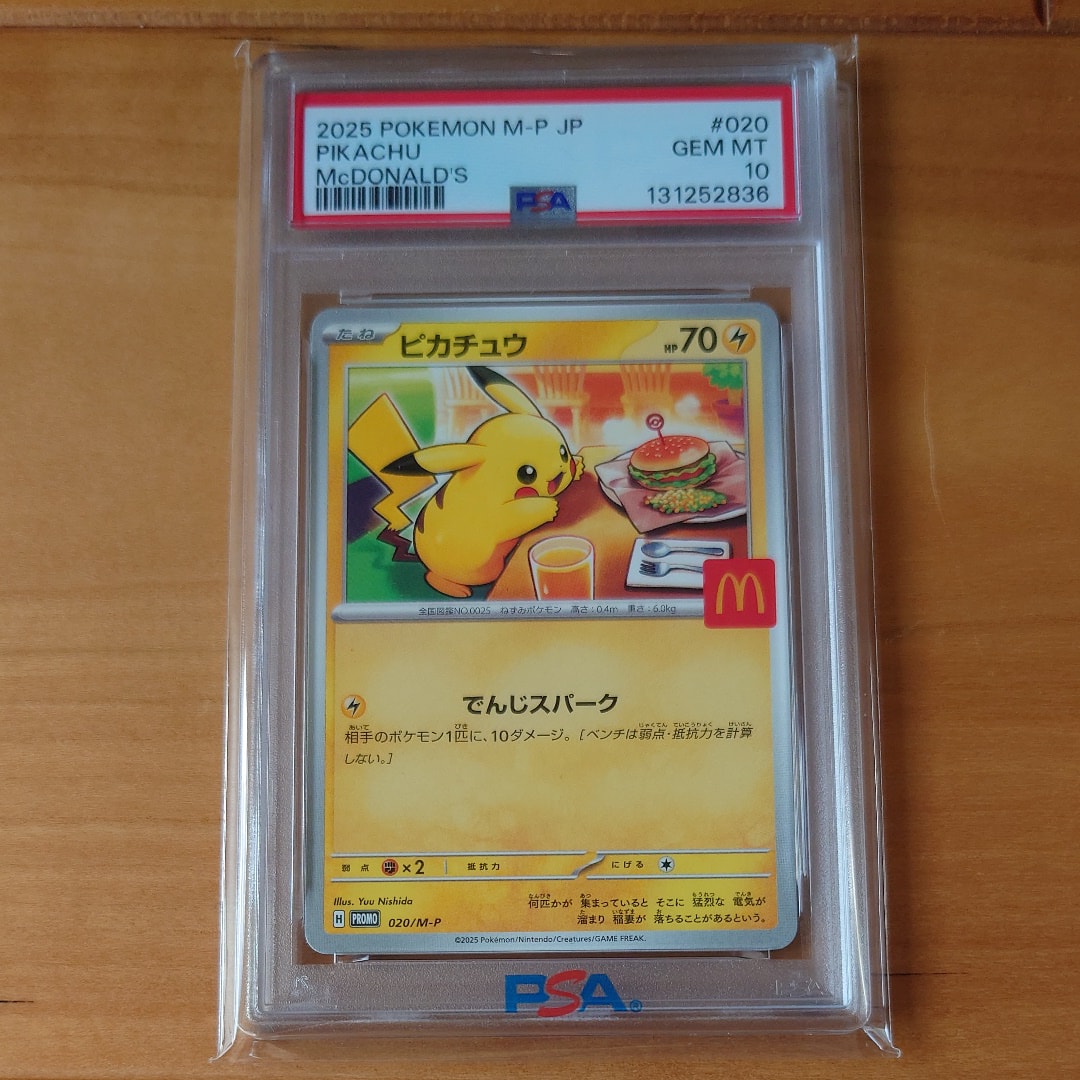 2025 POKEMON M-P JP #020
PIKACHU GEM MT
McDONALD'S 10
PSA 131252836
たね ピカチュウ HP70
全国図鑑NO.0025 ねずみポケモン 高さ:0.4m 重さ:6.0kg
でんじスパーク
相手のポケモン1匹に、10ダメージ。[ベンチは弱点・抵抗力を計算
しない。]
弱点 ×2 抵抗力 にげる
Illus. Yuu Nishida
何匹かが 集まっていると そこに 猛烈な 電気が
溜まり 稲妻が 落ちることがあるという。
H PROMO 020/M-P
©2025 Pokémon/Nintendo/Creatures/GAME FREAK.
PSA®